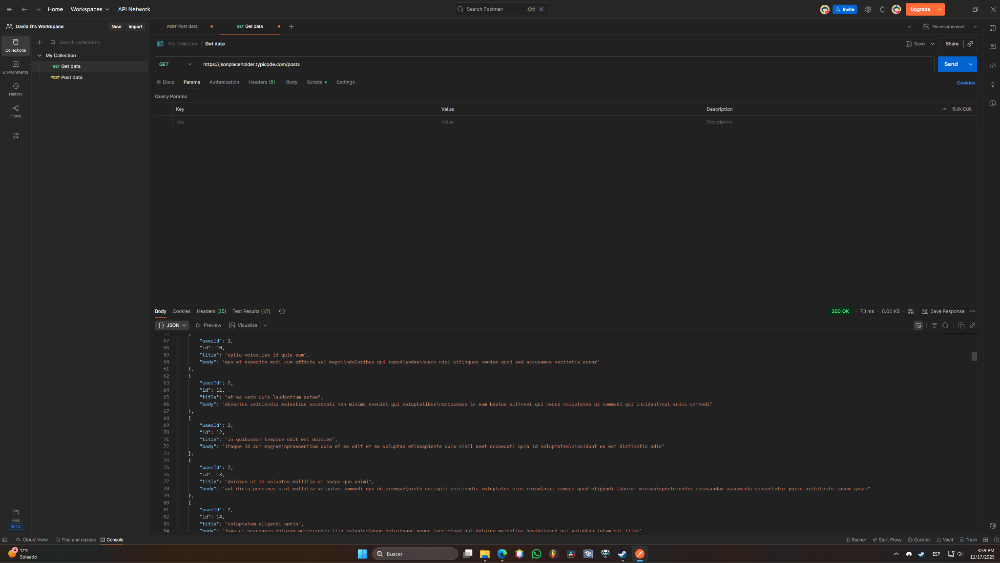 Home Workspaces API Network Search Postman Ctrl K Invite Upgrade
David G's Workspace New Import POST Post data GET Get data No environment
Collections
Environments
History
Flows
Files
BETA
Search collections
My Collection
GET Get data
POST Post data
HTTP My Collection / Get data Save Share
GET https://jsonplaceholder.typicode.com/posts Send
Docs Params Authorization Headers (6) Body Scripts Settings Cookies
Query Params
Key Value Description Bulk Edit
Key Value Description
Body Cookies Headers (25) Test Results (1/1) 200 OK 73 ms 8.02 KB Save Response
{} JSON Preview Visualize
56 {
57 "userId": 1,
58 "id": 10,
59 "title": "optio molestias id quia eum",
60 "body": "quo et expedita modi cum officia vel magni\ndoloribus qui repudiandae\nvero nisi sit\nquos veniam quod sed accusamus veritatis error"
61 },
62 {
63 "userId": 2,
64 "id": 11,
65 "title": "et ea vero quia laudantium autem",
66 "body": "delectus reiciendis molestiae occaecati non minima eveniet qui voluptatibus\naccusamus in eum beatae sit\nvel qui neque voluptates ut commodi qui incidunt\nut animi commodi"
67 },
68 {
69 "userId": 2,
70 "id": 12,
71 "title": "in quibusdam tempore odit est dolorem",
72 "body": "itaque id aut magnam\npraesentium quia et ea odit et ea voluptas et\nsapiente quia nihil amet occaecati quia id voluptatem\nincidunt ea est distinctio odio"
73 },
74 {
75 "userId": 2,
76 "id": 13,
77 "title": "dolorum ut in voluptas mollitia et saepe quo animi",
78 "body": "aut dicta possimus sint mollitia voluptas commodi quo doloremque\niste corrupti reiciendis voluptatem eius rerum\nsit cumque quod eligendi laborum minima\nperferendis recusandae assumenda consectetur porro architecto ipsum ipsam"
79 },
80 {
81 "userId": 2,
82 "id": 14,
83 "title": "voluptatem eligendi optio",
84 "body": "fuga et accusamus dolorum perferendis illo voluptas\nnon doloremque neque facere\nad qui dolorum molestiae beatae\nsed aut voluptas totam sit illum"
Cloud View Find and replace Console Runner Start Proxy Cookies Vault Trash
4 17°C
Soleado
Buscar
TB
ESP
3:59 PM
11/17/2025